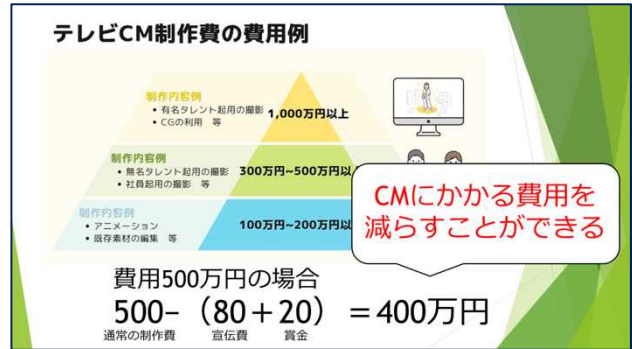 テレビCM制作費の費用例
制作内容例
• 有名タレント起用の撮影
• CGの利用　等
1,000万円以上
制作内容例
• 無名タレント起用の撮影
• 社員起用の撮影　等
300万円~500万円以
制作内容例
• アニメーション
• 既存素材の編集　等
100万円~200万円以
CMにかかる費用を
減らすことができる
費用500万円の場合
500-（80+20）＝400万円
通常の制作費　宣伝費　賞金